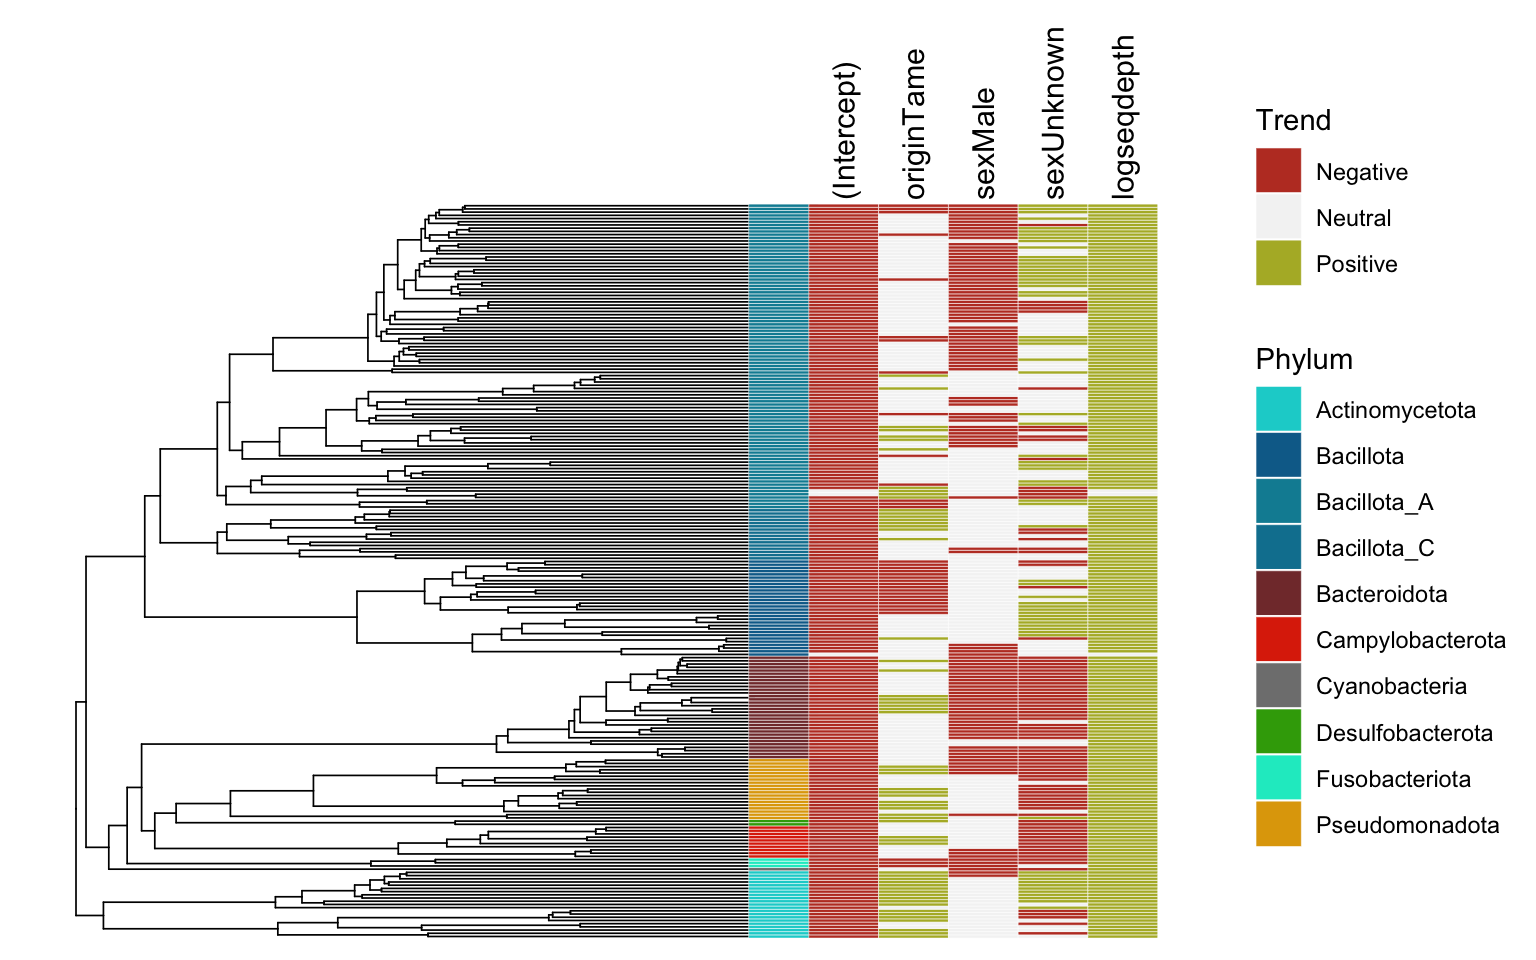 (Intercept)
originTame
sexMale
sexUnknown
logseqdepth
Trend
Negative
Neutral
Positive
Phylum
Actinomycetota
Bacillota
Bacillota_A
Bacillota_C
Bacteroidota
Campylobacterota
Cyanobacteria
Desulfobacterota
Fusobacteriota
Pseudomonadota